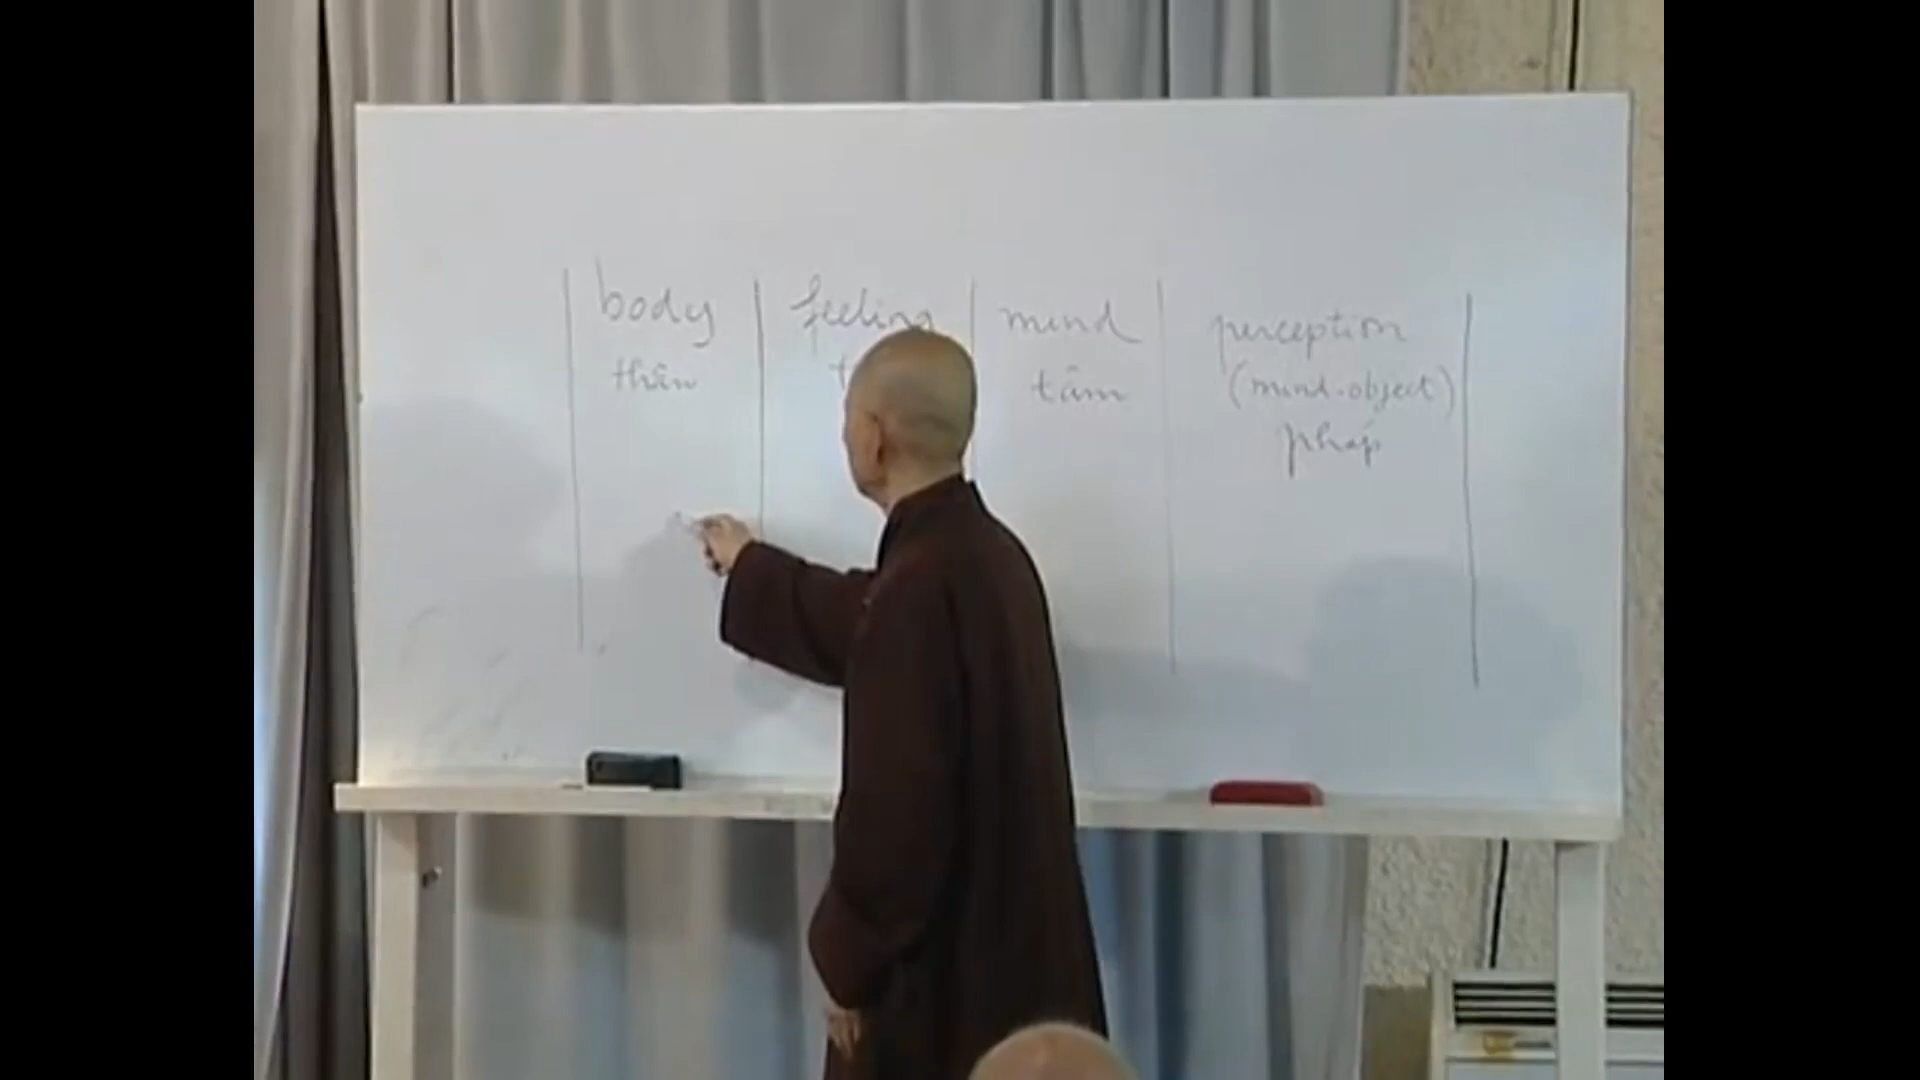 body feeling mind perception
thân tâm (mind-object)
pháp